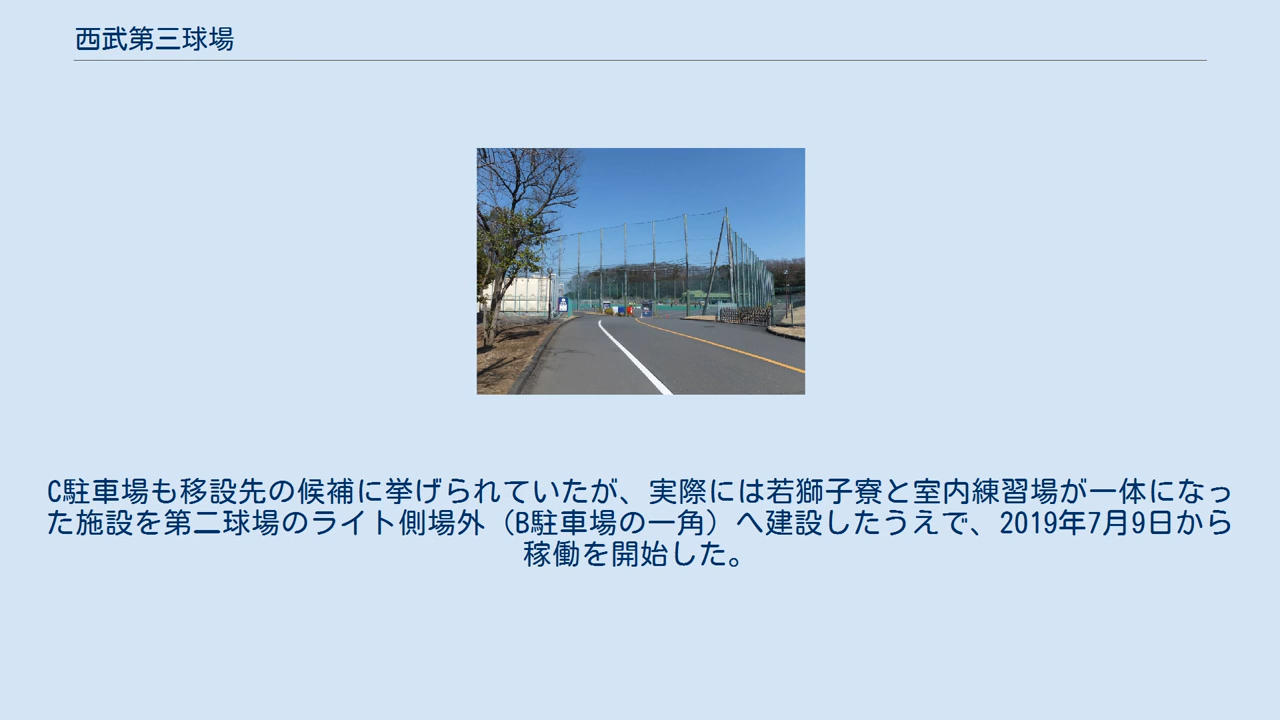 西武第三球場
C駐車場も移設先の候補に挙げられていたが、実際には若獅子寮と室内練習場が一体になっ
た施設を第二球場のライト側場外（B駐車場の一角）へ建設したうえで、2019年7月9日から
稼働を開始した。